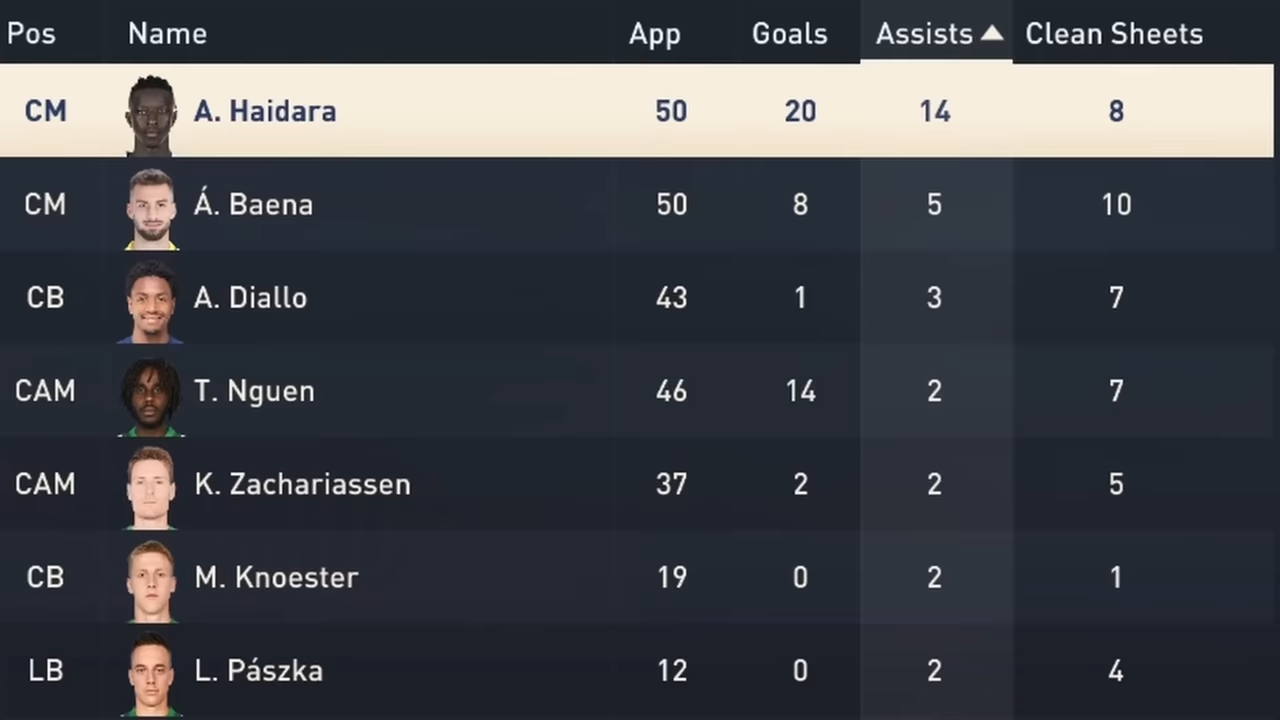 Pos Name App Goals Assists Clean Sheets
CM A. Haidara 50 20 14 8
CM Á. Baena 50 8 5 10
CB A. Diallo 43 1 3 7
CAM T. Nguen 46 14 2 7
CAM K. Zachariassen 37 2 2 5
CB M. Knoester 19 0 2 1
LB L. Pászka 12 0 2 4